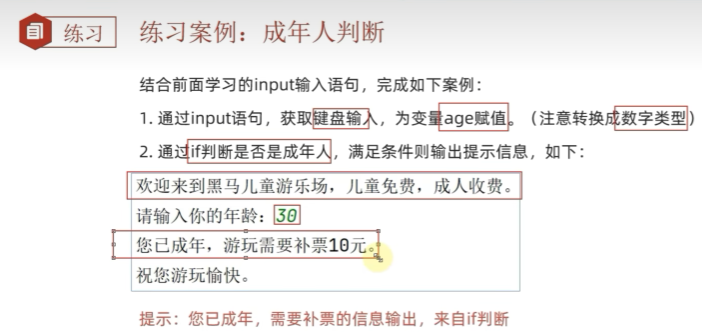 练习
练习案例：成年人判断
结合前面学习的input输入语句，完成如下案例：
1. 通过input语句，获取键盘输入，为变量age赋值。（注意转换成数字类型）
2. 通过if判断是否是成年人，满足条件则输出提示信息，如下：
欢迎来到黑马儿童游乐场，儿童免费，成人收费。
请输入你的年龄：30
您已成年，游玩需要补票10元。
祝您游玩愉快。
提示：您已成年，需要补票的信息输出，来自if判断